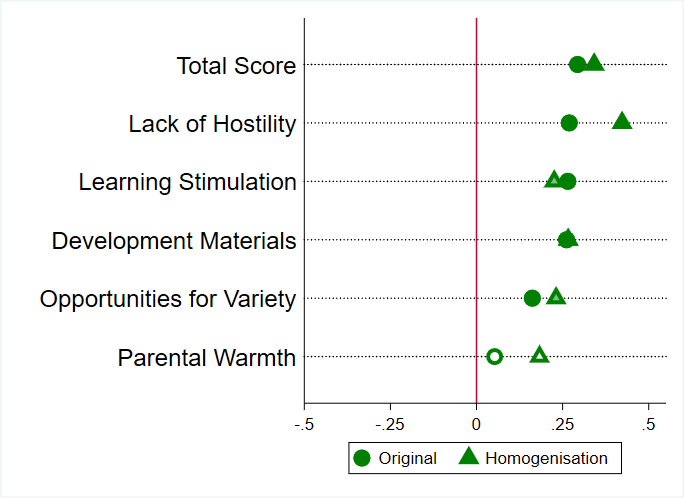 Total Score
Lack of Hostility
Learning Stimulation
Development Materials
Opportunities for Variety
Parental Warmth
-.5 -.25 0 .25 .5
Original Homogenisation